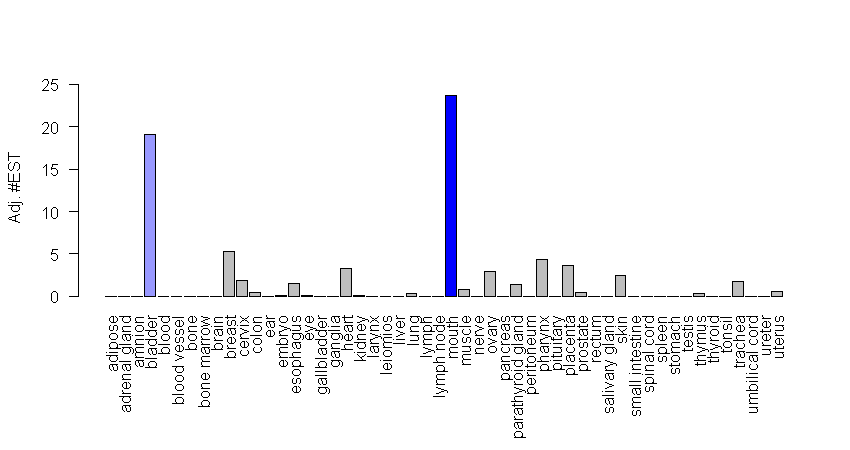 25
20
15
10
5
0
Adj. #EST
adipose
adrenal gland
amnion
bladder
blood
blood vessel
bone
bone marrow
brain
breast
cervix
colon
ear
embryo
esophagus
eye
gallbladder
ganglia
heart
kidney
larynx
leiomios
liver
lung
lymph
lymph node
mouth
muscle
nerve
ovary
pancreas
parathyroid gland
peritoneum
pharynx
pituitary
placenta
prostate
rectum
salivary gland
skin
small intestine
spinal cord
spleen
stomach
testis
thymus
thyroid
tonsil
trachea
umbilical cord
ureter
uterus